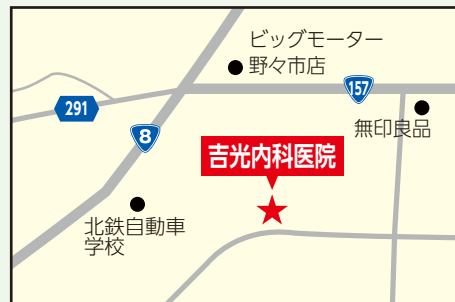 ビッグモーター
野々市店
157
291
8
無印良品
吉光内科医院
北鉄自動車
学校